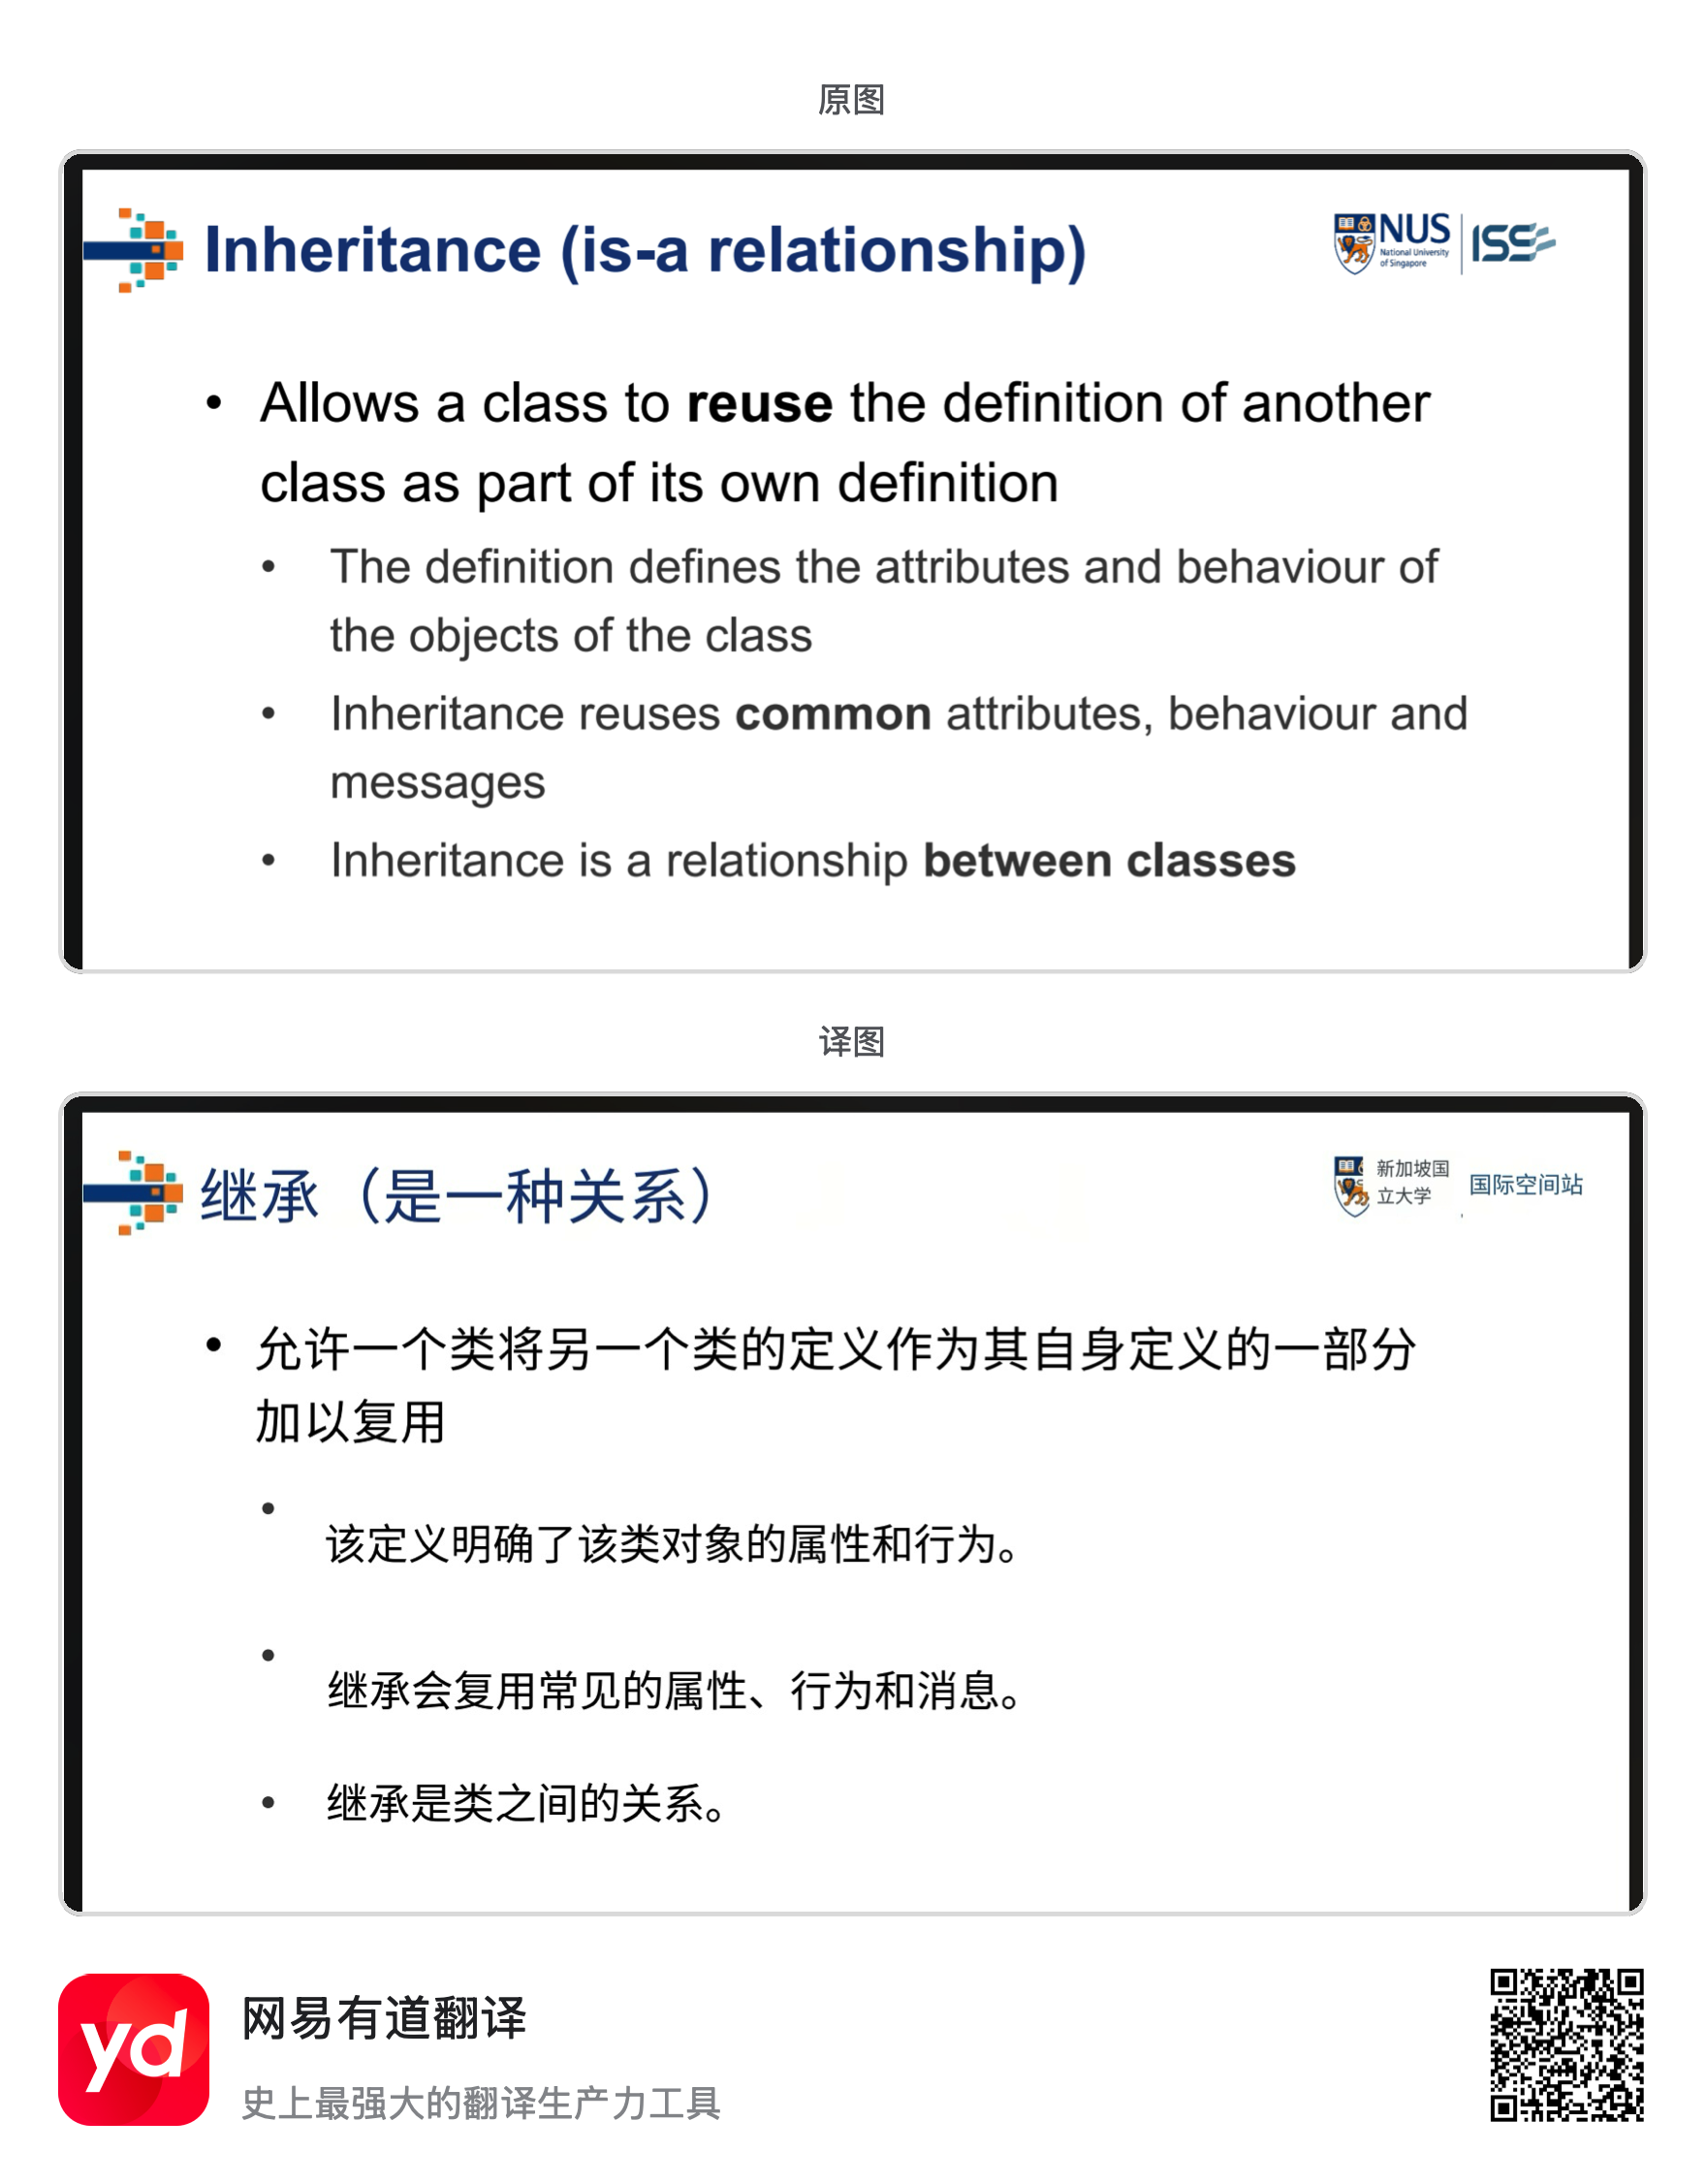 原图
Inheritance (is-a relationship)
NUS
National University
of Singapore
ISS
• Allows a class to reuse the definition of another
class as part of its own definition
• The definition defines the attributes and behaviour of
the objects of the class
• Inheritance reuses common attributes, behaviour and
messages
• Inheritance is a relationship between classes
译图
继承（是一种关系）
新加坡国
立大学
国际空间站
• 允许一个类将另一个类的定义作为其自身定义的一部分
加以复用
• 该定义明确了该类对象的属性和行为。
• 继承会复用常见的属性、行为和消息。
• 继承是类之间的关系。
yd
网易有道翻译
史上最强大的翻译生产力工具